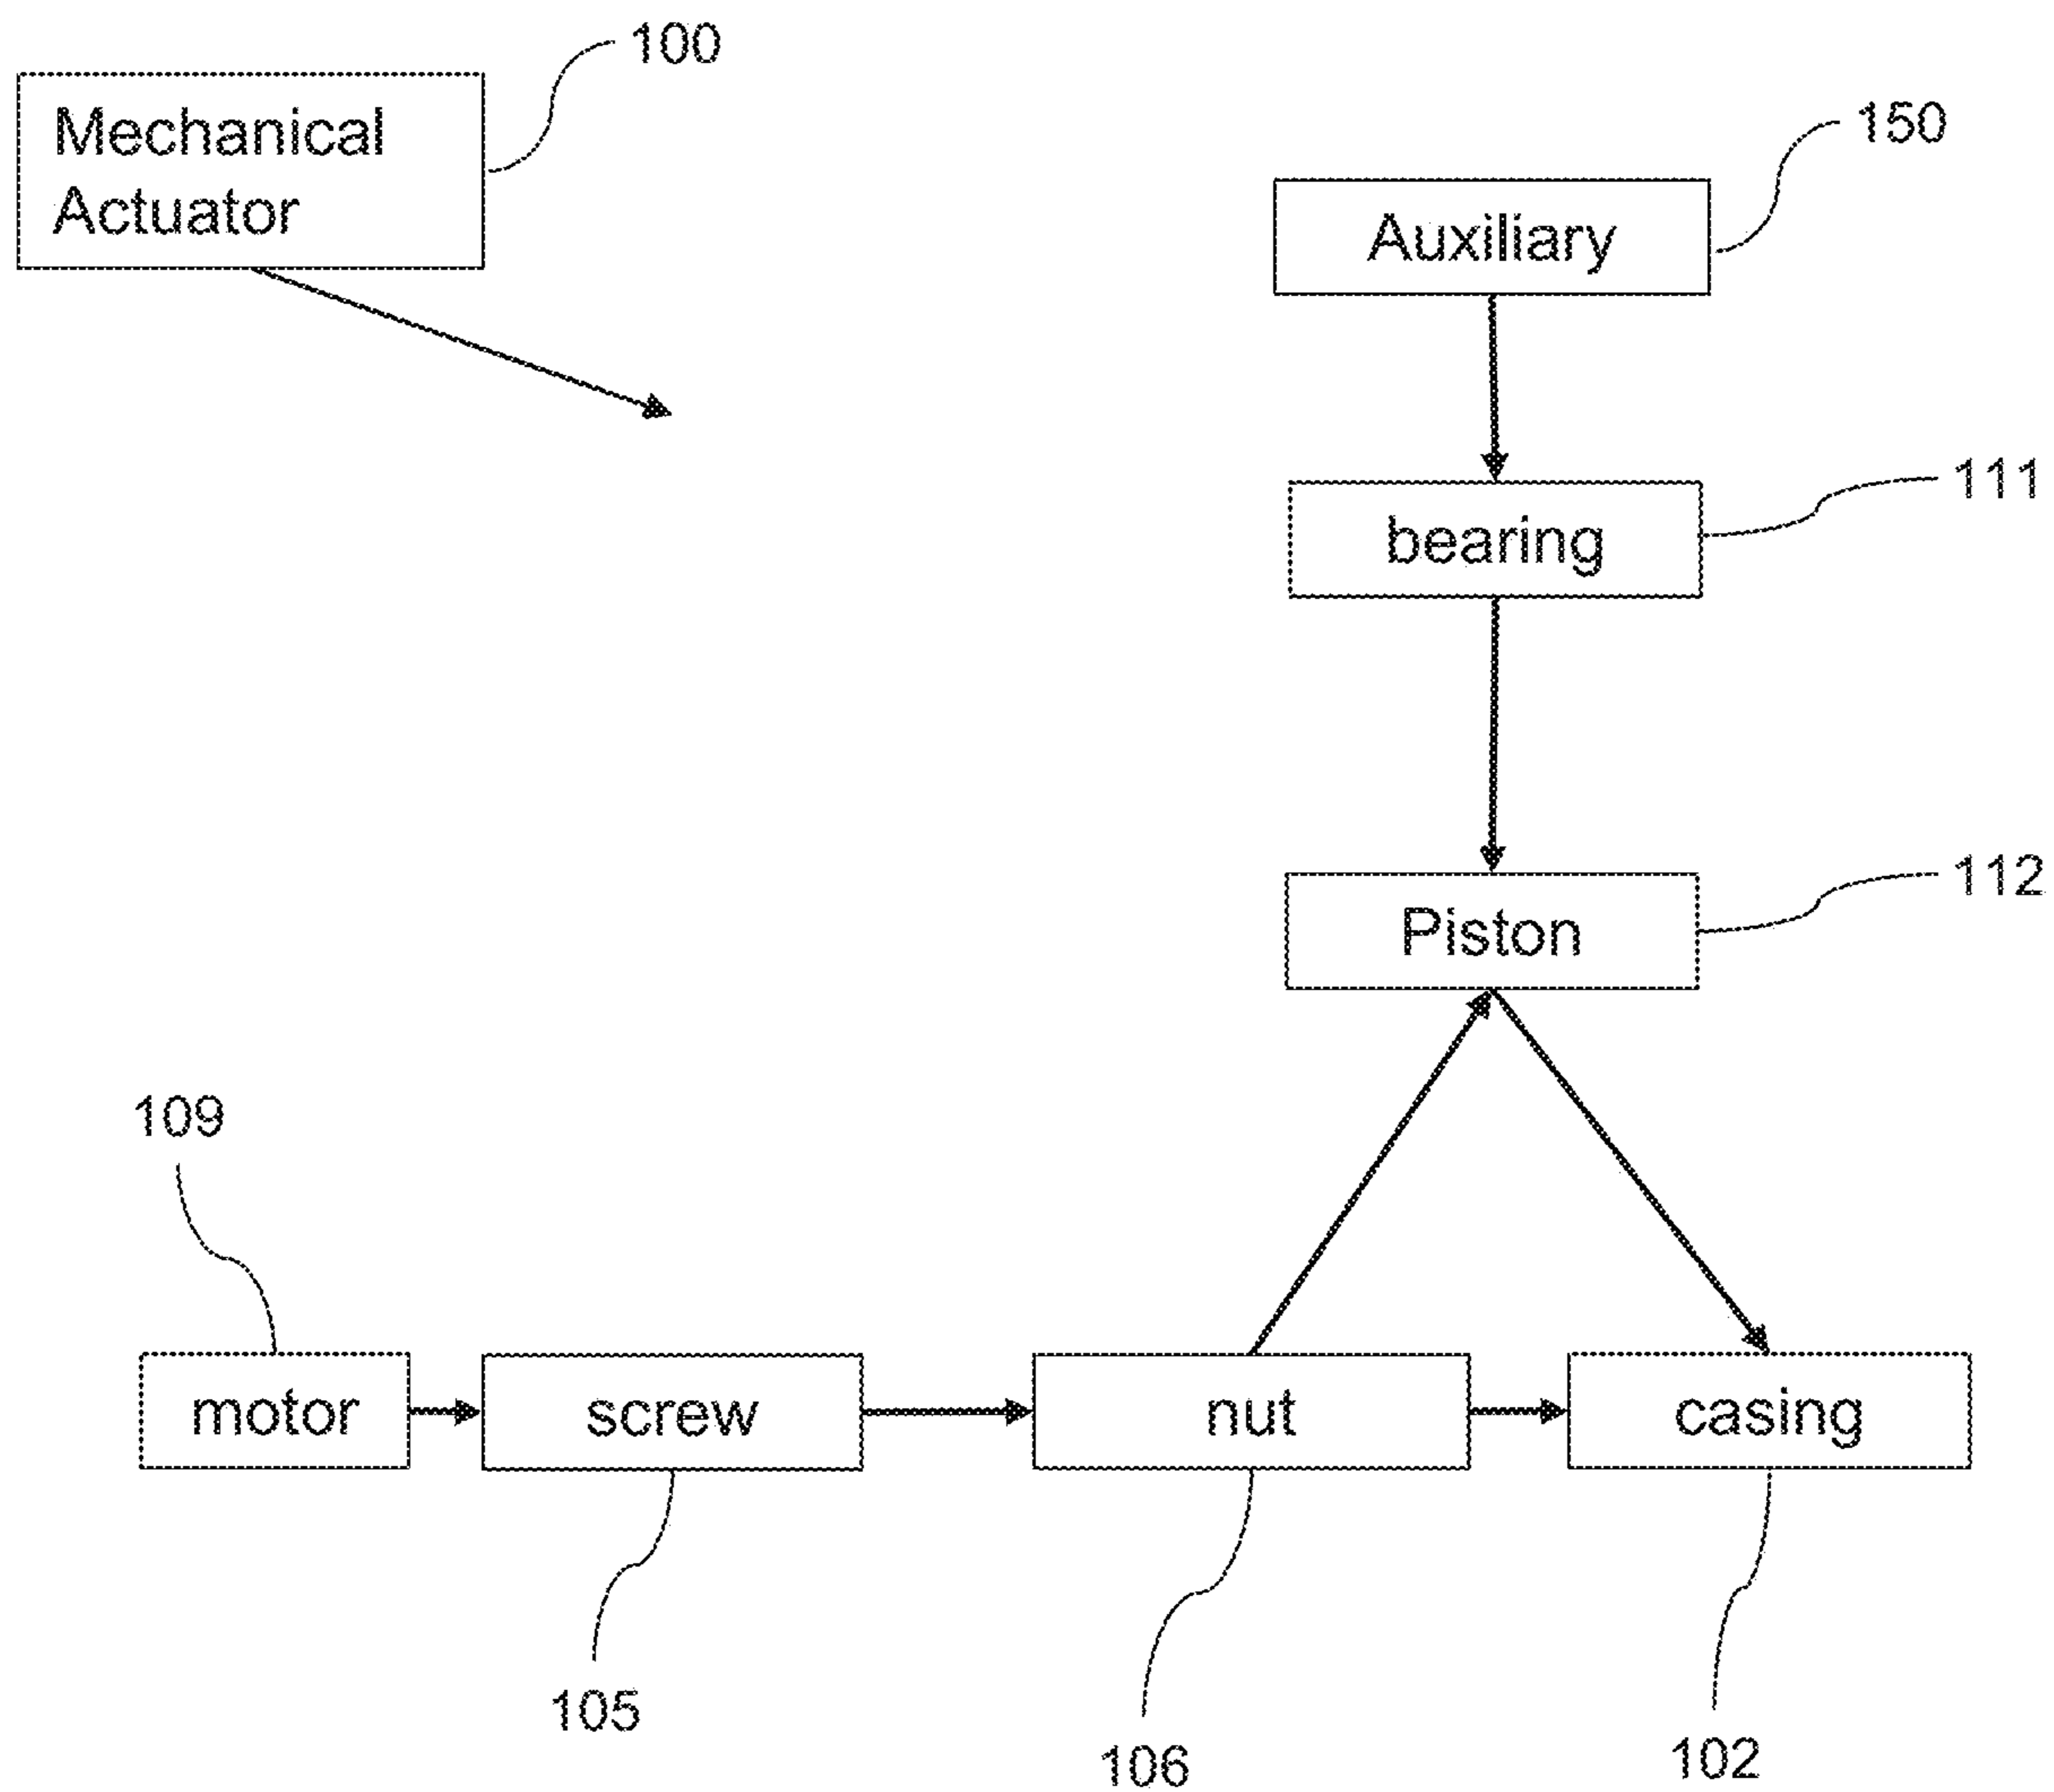 100
Mechanical
Actuator
150
Auxiliary
111
bearing
112
Piston
109
motor
screw
nut
casing
105
106
102